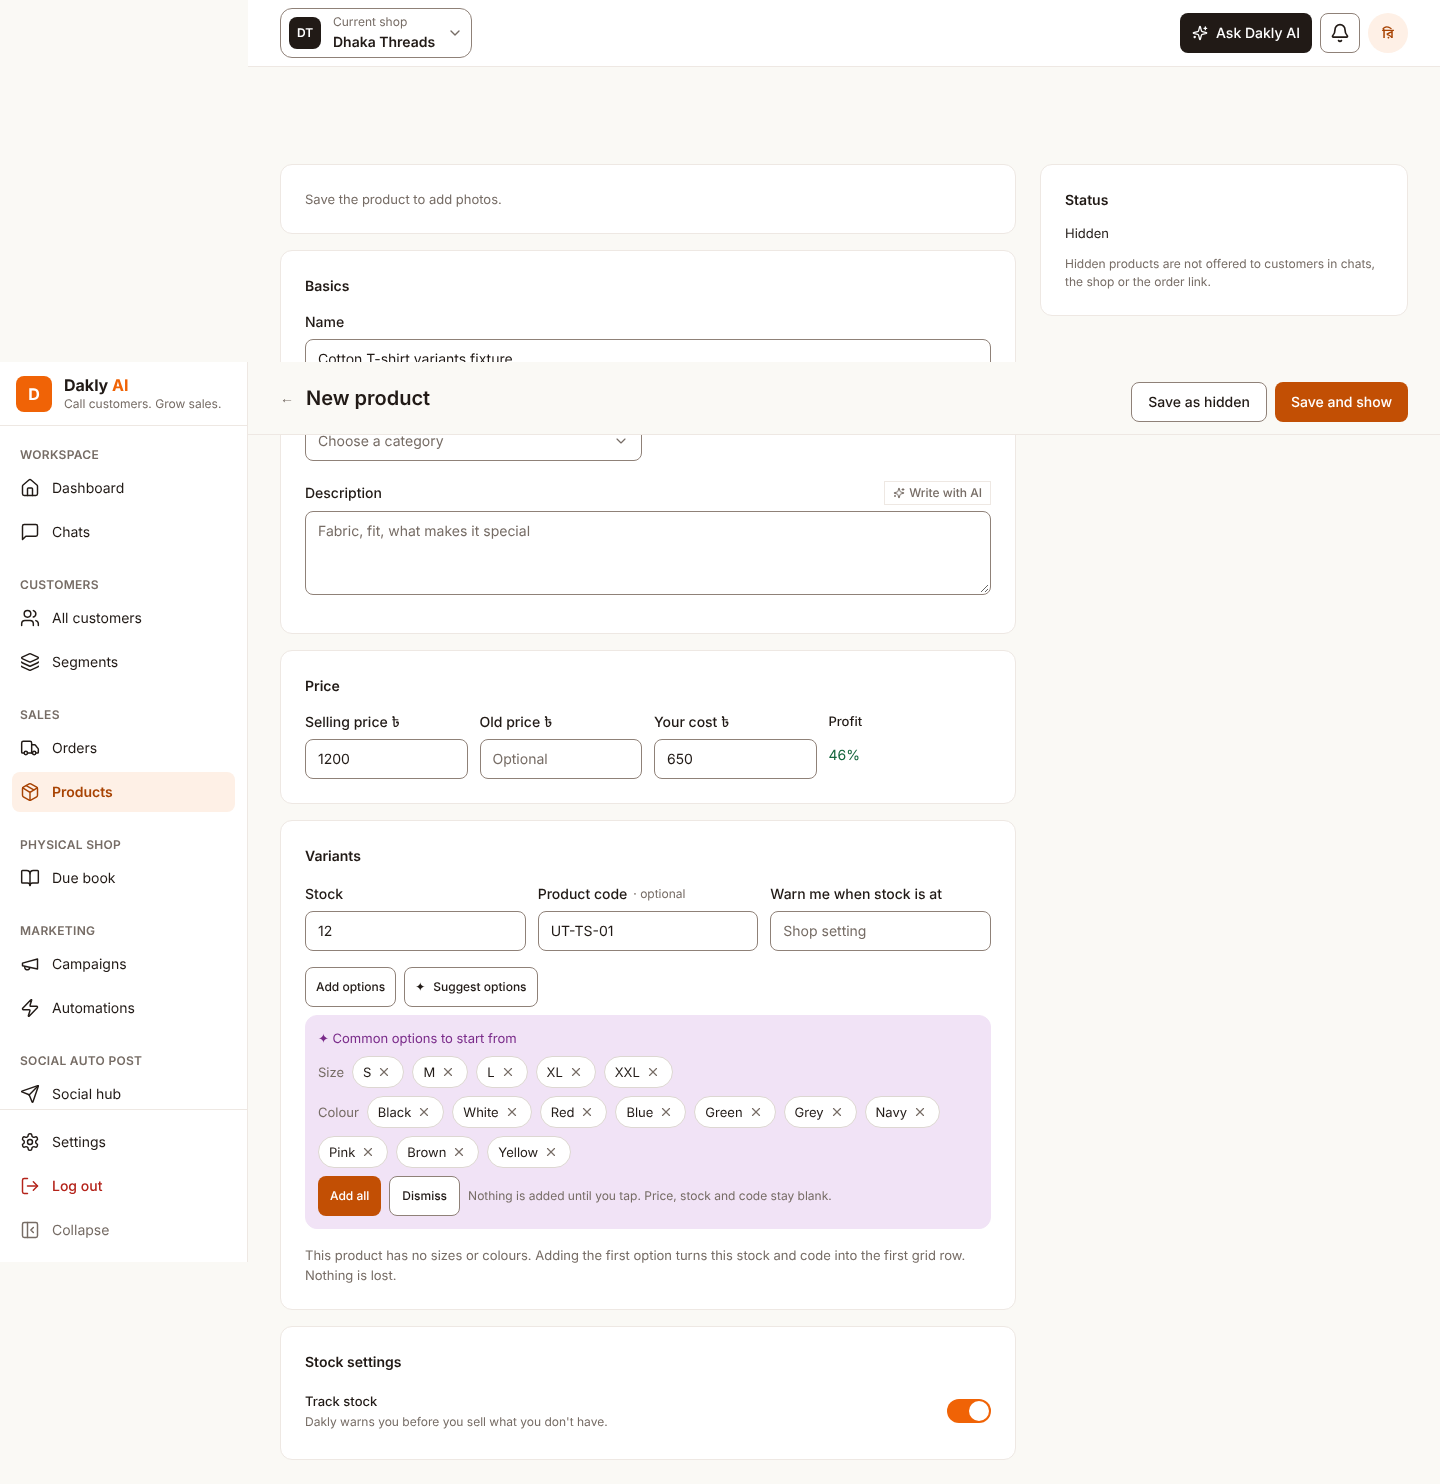 DT
Current shop
Dhaka Threads
Ask Dakly AI
রি
Save the product to add photos.
Status
Hidden
Hidden products are not offered to customers in chats,
the shop or the order link.
Basics
Name
Cotton T-shirt variants fixture
D
Dakly AI
Call customers. Grow sales.
← New product
Save as hidden
Save and show
WORKSPACE
Dashboard
Chats
CUSTOMERS
All customers
Segments
SALES
Orders
Products
PHYSICAL SHOP
Due book
MARKETING
Campaigns
Automations
SOCIAL AUTO POST
Social hub
Settings
Log out
Collapse
Choose a category
Description
Write with AI
Fabric, fit, what makes it special
Price
Selling price ৳
Old price ৳
Your cost ৳
Profit
1200
Optional
650
46%
Variants
Stock
Product code · optional
Warn me when stock is at
12
UT-TS-01
Shop setting
Add options
✦ Suggest options
✦ Common options to start from
Size S × M × L × XL × XXL ×
Colour Black × White × Red × Blue × Green × Grey × Navy ×
Pink × Brown × Yellow ×
Add all
Dismiss
Nothing is added until you tap. Price, stock and code stay blank.
This product has no sizes or colours. Adding the first option turns this stock and code into the first grid row.
Nothing is lost.
Stock settings
Track stock
Dakly warns you before you sell what you don't have.